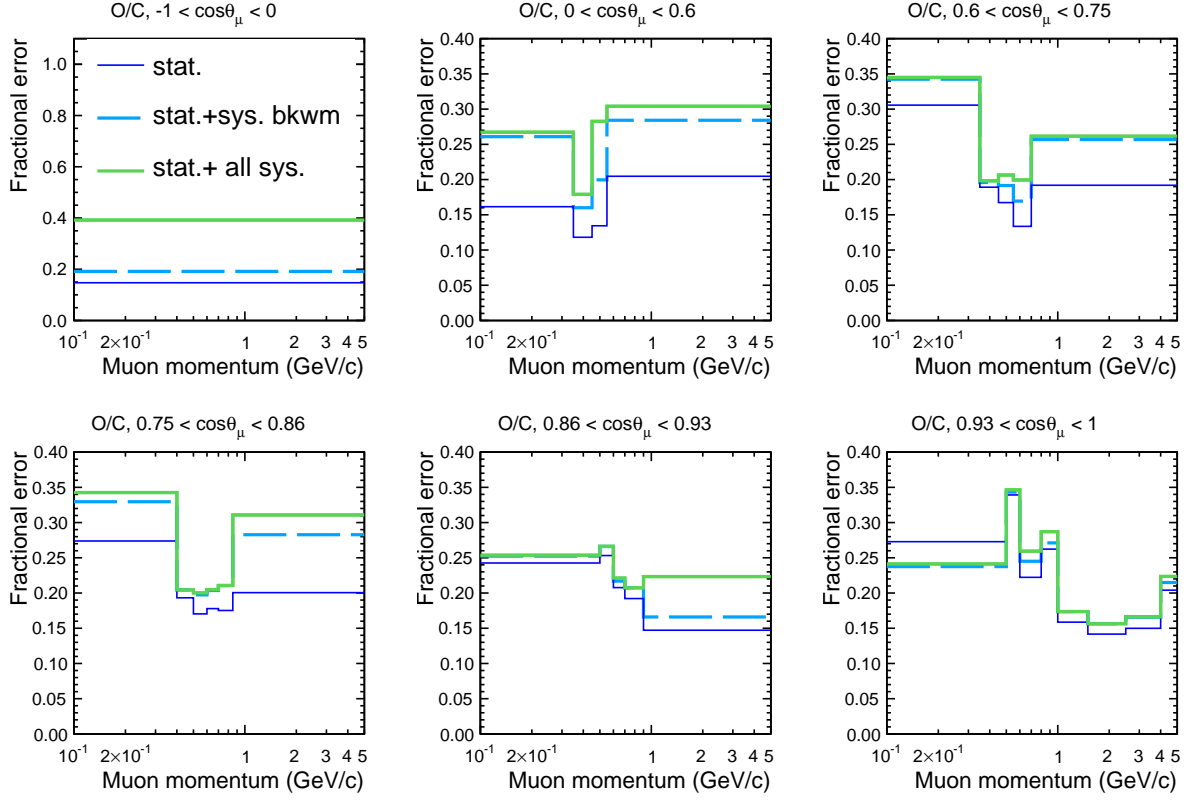 O/C, -1 < cosθμ < 0
Fractional error
1.0
0.8
0.6
0.4
0.2
0.0
stat.
stat.+sys. bkwm
stat.+ all sys.
10⁻¹ 2×10⁻¹ 1 2 3 4 5
Muon momentum (GeV/c)
O/C, 0 < cosθμ < 0.6
Fractional error
0.40
0.35
0.30
0.25
0.20
0.15
0.10
0.05
0.00
10⁻¹ 2×10⁻¹ 1 2 3 4 5
Muon momentum (GeV/c)
O/C, 0.6 < cosθμ < 0.75
Fractional error
0.40
0.35
0.30
0.25
0.20
0.15
0.10
0.05
0.00
10⁻¹ 2×10⁻¹ 1 2 3 4 5
Muon momentum (GeV/c)
O/C, 0.75 < cosθμ < 0.86
Fractional error
0.40
0.35
0.30
0.25
0.20
0.15
0.10
0.05
0.00
10⁻¹ 2×10⁻¹ 1 2 3 4 5
Muon momentum (GeV/c)
O/C, 0.86 < cosθμ < 0.93
Fractional error
0.40
0.35
0.30
0.25
0.20
0.15
0.10
0.05
0.00
10⁻¹ 2×10⁻¹ 1 2 3 4 5
Muon momentum (GeV/c)
O/C, 0.93 < cosθμ < 1
Fractional error
0.40
0.35
0.30
0.25
0.20
0.15
0.10
0.05
0.00
10⁻¹ 2×10⁻¹ 1 2 3 4 5
Muon momentum (GeV/c)